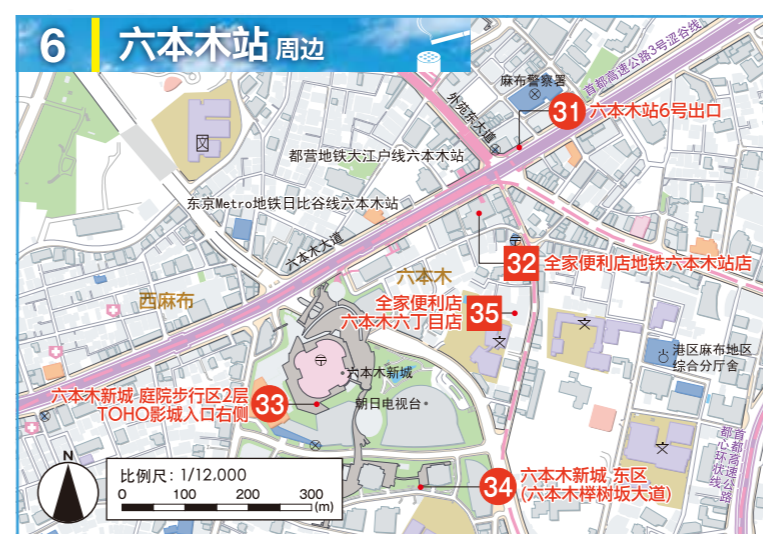 6 六本木站 周边
首都高速公路3号涩谷线
麻布警察署
外苑东大道
31 六本木站6号出口
都营地铁大江户线六本木站
东京Metro地铁日比谷线六本木站
六本木大道
32 全家便利店地铁六本木站店
西麻布
六本木
全家便利店
六本木六丁目店
35
港区麻布地区
综合分厅舍
六本木新城
六本木新城 庭院步行区2层
TOHO影城入口右侧
33
朝日电视台
首都高速公路
都心环状线
34 六本木新城 东区
(六本木榉树坂大道)
N
比例尺: 1/12,000
0 100 200 300
(m)